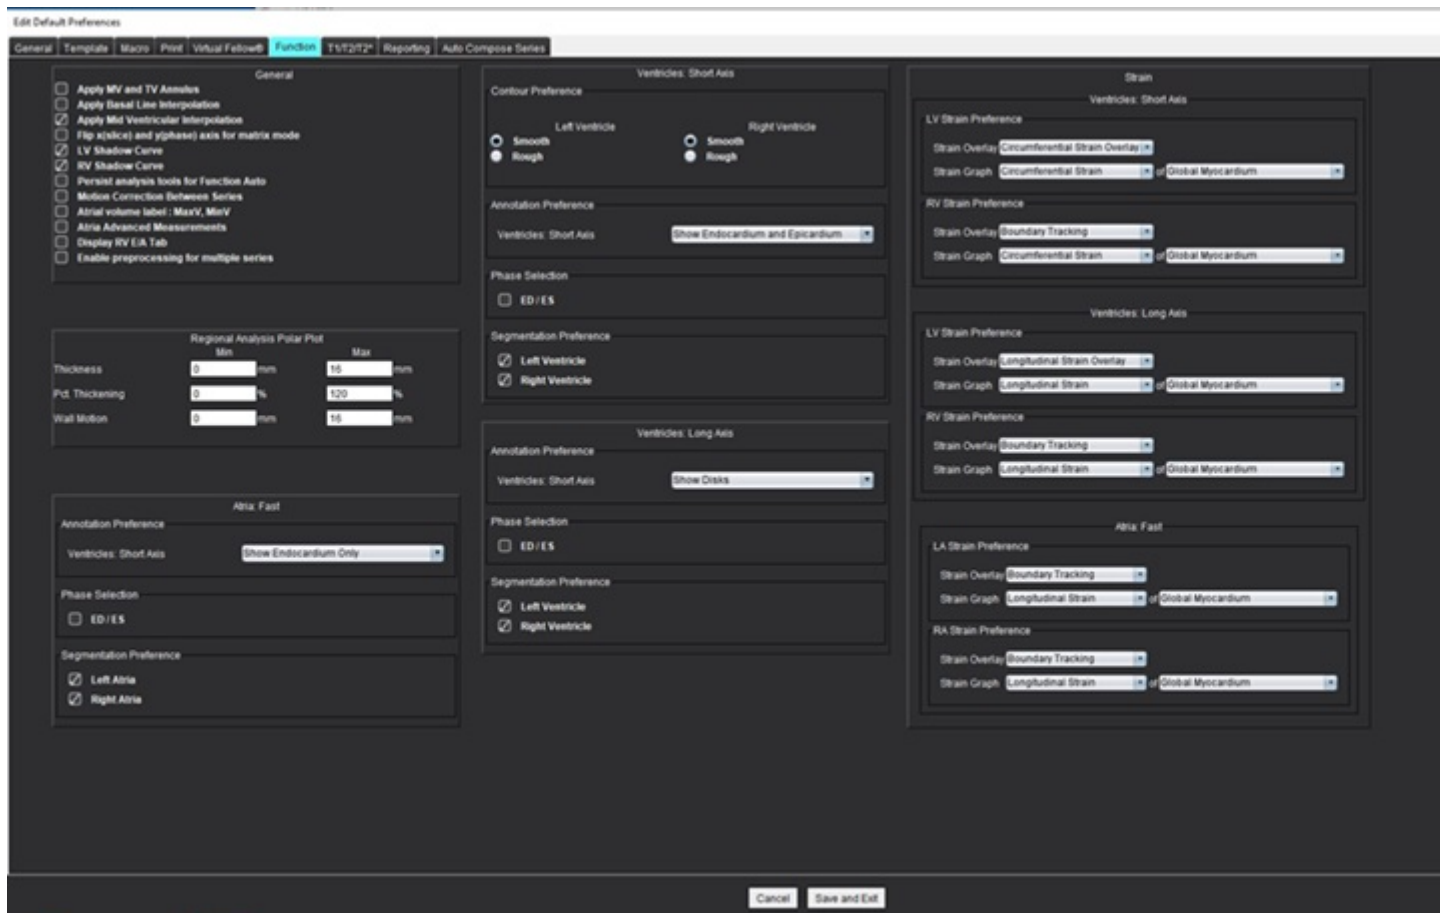 Edit Default Preferences
General Template Macro Print Virtual Fellow® Function T1/T2/T2* Reporting Auto Compose Series
General
Apply MV and TV Annulus
Apply Basal Line Interpolation
Apply Mid Ventricular Interpolation
Flip x(slice) and y(phase) axis for matrix mode
LV Shadow Curve
RV Shadow Curve
Persist analysis tools for Function Auto
Motion Correction Between Series
Atrial volume label : MaxV, MinV
Atria Advanced Measurements
Display RV E/A Tab
Enable preprocessing for multiple series
Regional Analysis Polar Plot
Min Max
Thickness 0 mm 16 mm
Pct. Thickening 0 % 120 %
Wall Motion 0 mm 16 mm
Atria: Fast
Annotation Preference
Ventricles: Short Axis Show Endocardium Only
Phase Selection
ED / ES
Segmentation Preference
Left Atria
Right Atria
Ventricles: Short Axis
Contour Preference
Left Ventricle Right Ventricle
Smooth Smooth
Rough Rough
Annotation Preference
Ventricles: Short Axis Show Endocardium and Epicardium
Phase Selection
ED / ES
Segmentation Preference
Left Ventricle
Right Ventricle
Ventricles: Long Axis
Annotation Preference
Ventricles: Short Axis Show Disks
Phase Selection
ED / ES
Segmentation Preference
Left Ventricle
Right Ventricle
Strain
Ventricles: Short Axis
LV Strain Preference
Strain Overlay Circumferential Strain Overlay
Strain Graph Circumferential Strain of Global Myocardium
RV Strain Preference
Strain Overlay Boundary Tracking
Strain Graph Circumferential Strain of Global Myocardium
Ventricles: Long Axis
LV Strain Preference
Strain Overlay Longitudinal Strain Overlay
Strain Graph Longitudinal Strain of Global Myocardium
RV Strain Preference
Strain Overlay Boundary Tracking
Strain Graph Longitudinal Strain of Global Myocardium
Atria: Fast
LA Strain Preference
Strain Overlay Boundary Tracking
Strain Graph Longitudinal Strain of Global Myocardium
RA Strain Preference
Strain Overlay Boundary Tracking
Strain Graph Longitudinal Strain of Global Myocardium
Cancel Save and Exit